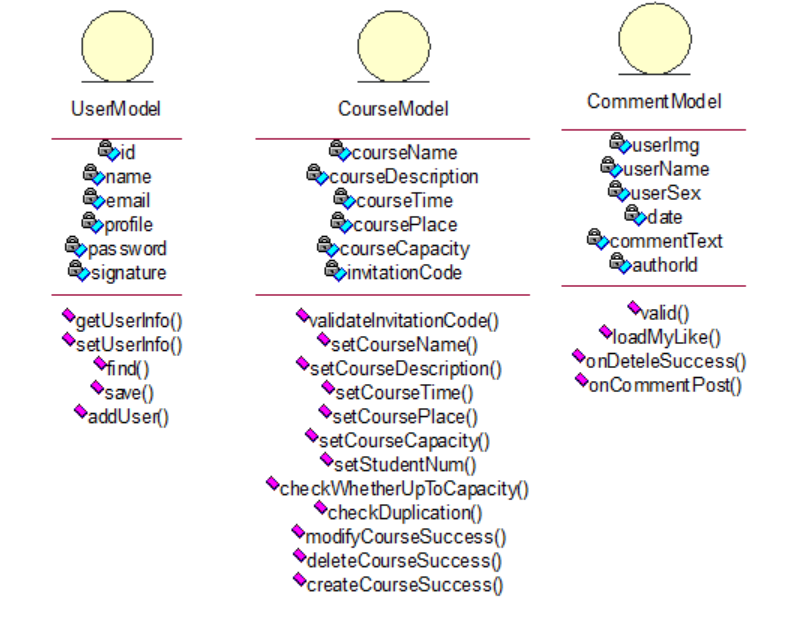 UserModel
id
name
email
profile
password
signature
getUserInfo()
setUserInfo()
find()
save()
addUser()
CourseModel
courseName
courseDescription
courseTime
coursePlace
courseCapacity
invitationCode
validateInvitationCode()
setCourseName()
setCourseDescription()
setCourseTime()
setCoursePlace()
setCourseCapacity()
setStudentNum()
checkWhetherUpToCapacity()
checkDuplication()
modifyCourseSuccess()
deleteCourseSuccess()
createCourseSuccess()
CommentModel
userImg
userName
userSex
date
commentText
authorId
valid()
loadMyLike()
onDeteleSuccess()
onCommentPost()